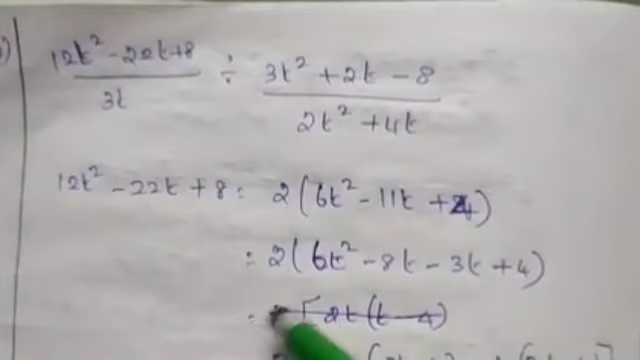 12t² - 22t + 8 / 3t ÷ 3t² + 2t - 8 / 2t² + 4t
12t² - 22t + 8 = 2(6t² - 11t + 4)
= 2(6t² - 8t - 3t + 4)